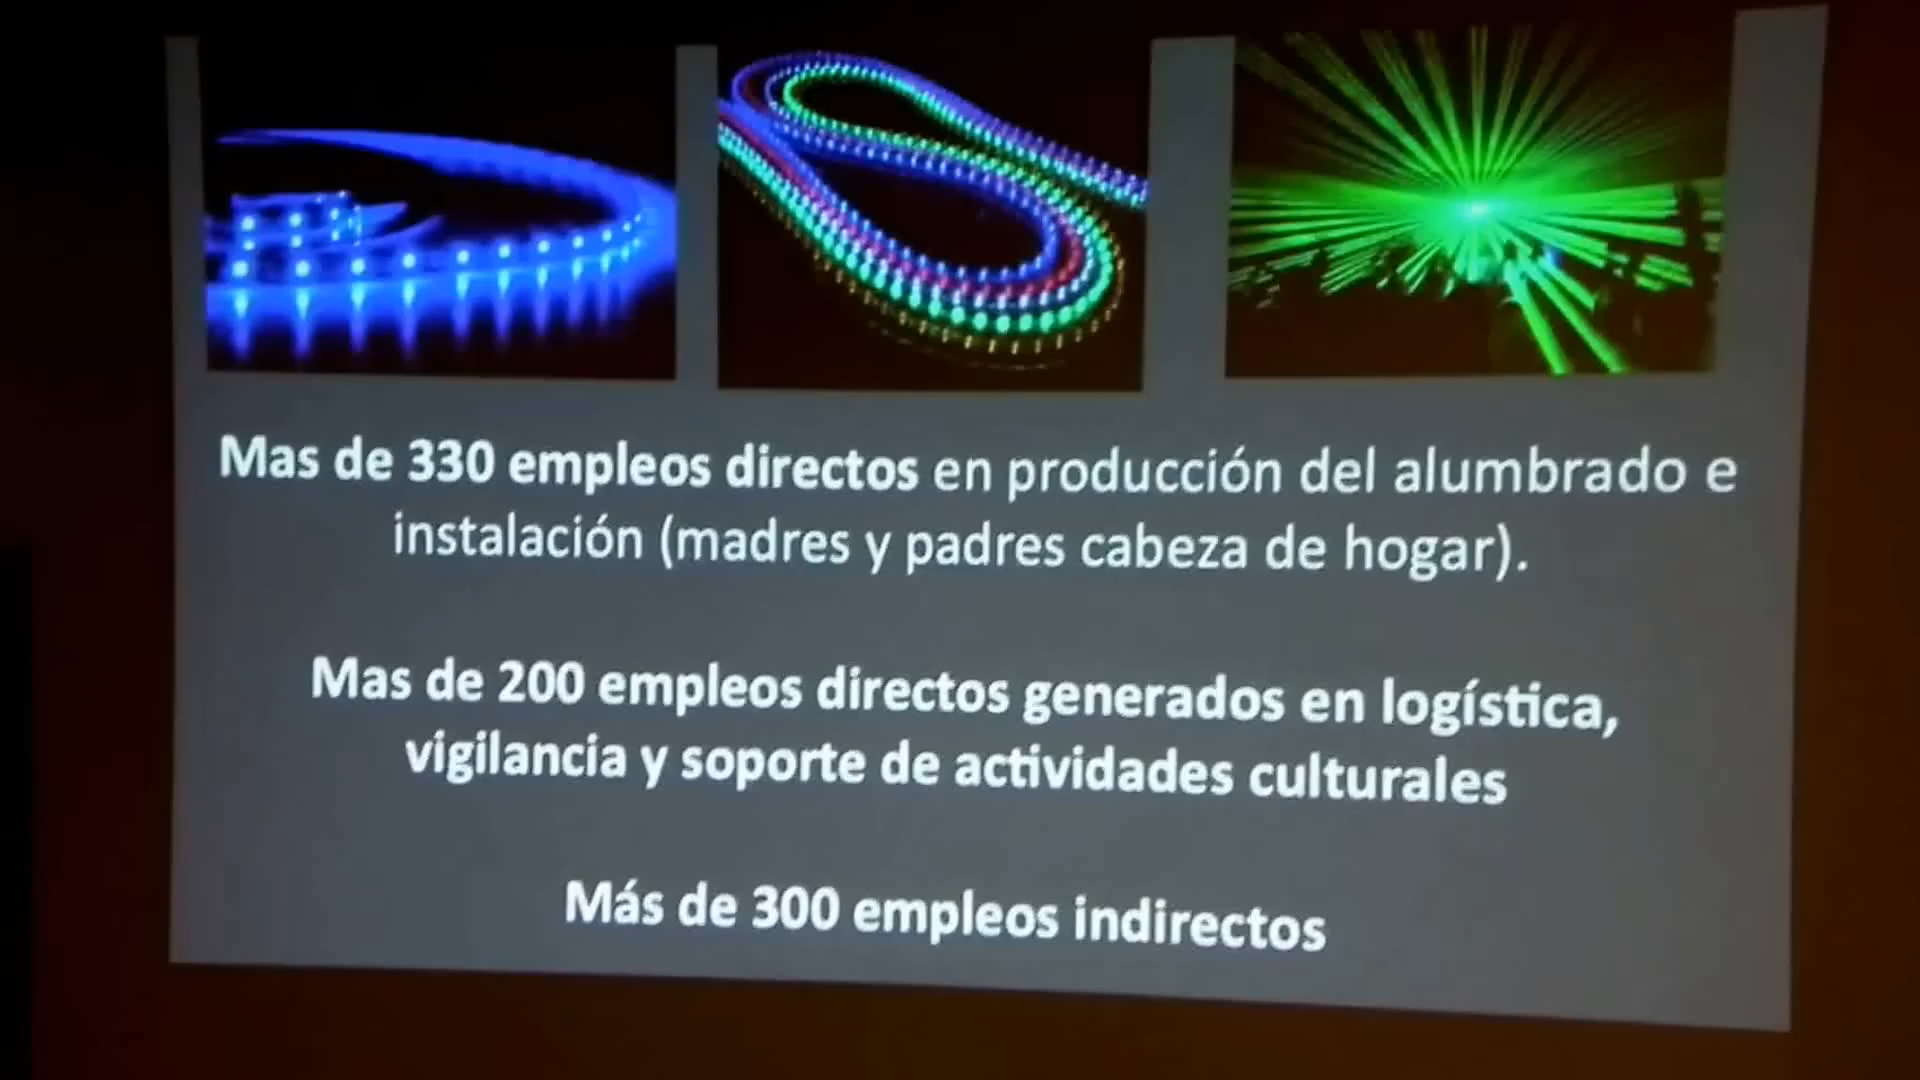 Mas de 330 empleos directos en producción del alumbrado e
instalación (madres y padres cabeza de hogar).
Mas de 200 empleos directos generados en logística,
vigilancia y soporte de actividades culturales
Más de 300 empleos indirectos